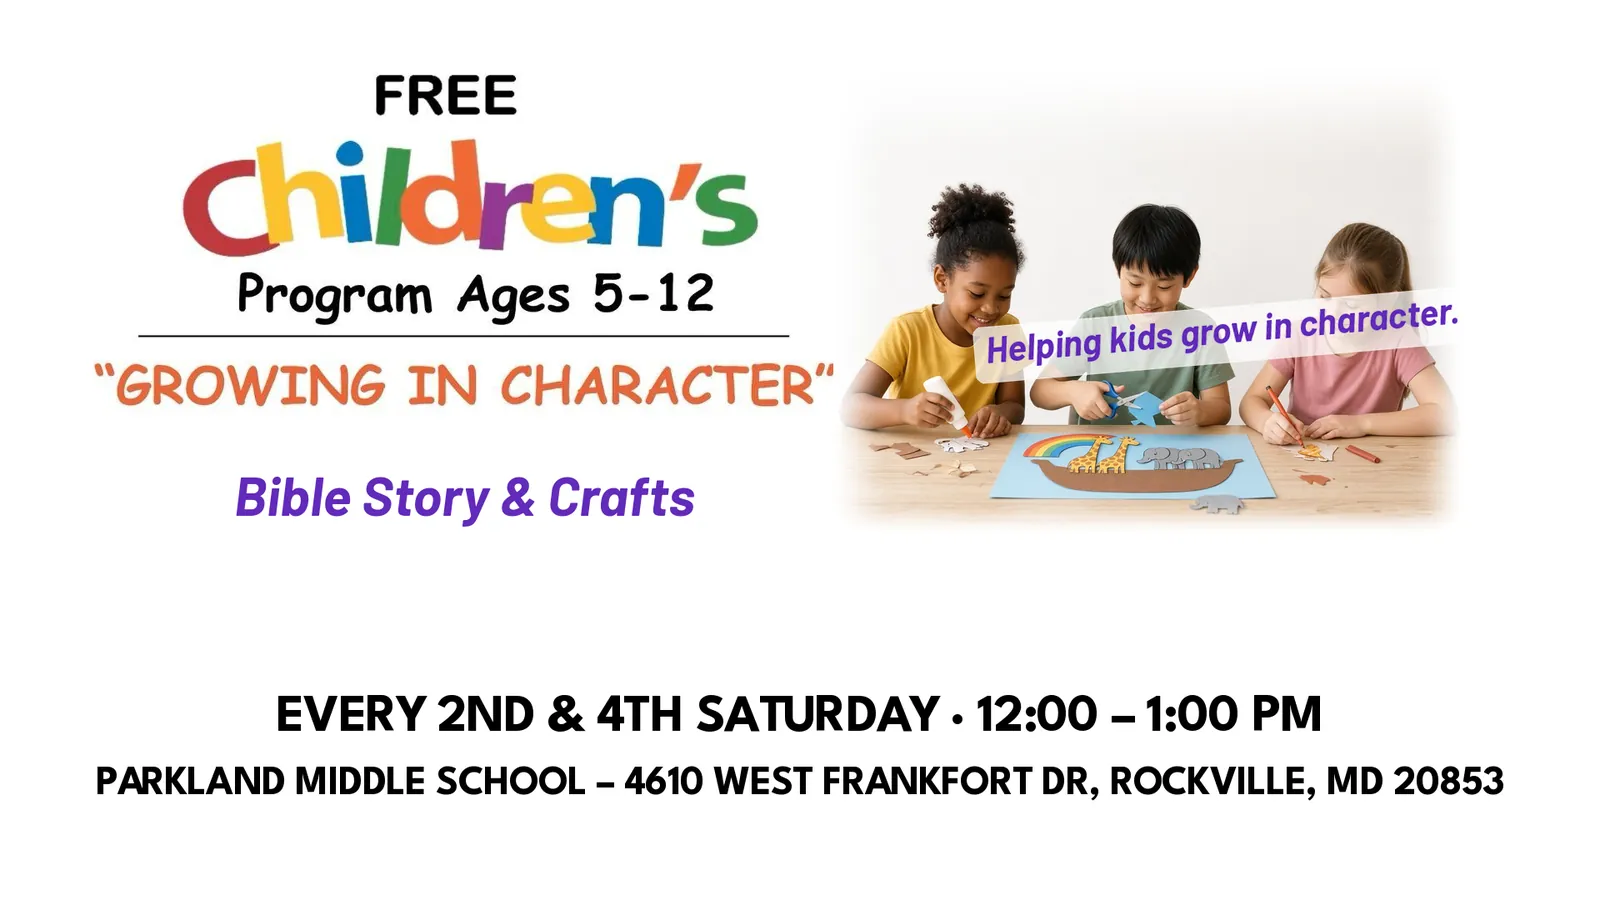 FREE
Children's
Program Ages 5-12
“GROWING IN CHARACTER”
Bible Story & Crafts
Helping kids grow in character.
EVERY 2ND & 4TH SATURDAY · 12:00 – 1:00 PM
PARKLAND MIDDLE SCHOOL – 4610 WEST FRANKFORT DR, ROCKVILLE, MD 20853